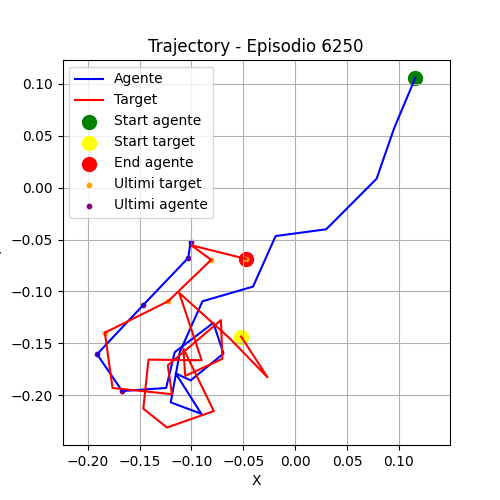 Trajectory - Episodio 6250
Agente
Target
Start agente
Start target
End agente
Ultimi target
Ultimi agente
0.10
0.05
0.00
−0.05
−0.10
−0.15
−0.20
−0.20 −0.15 −0.10 −0.05 0.00 0.05 0.10
X